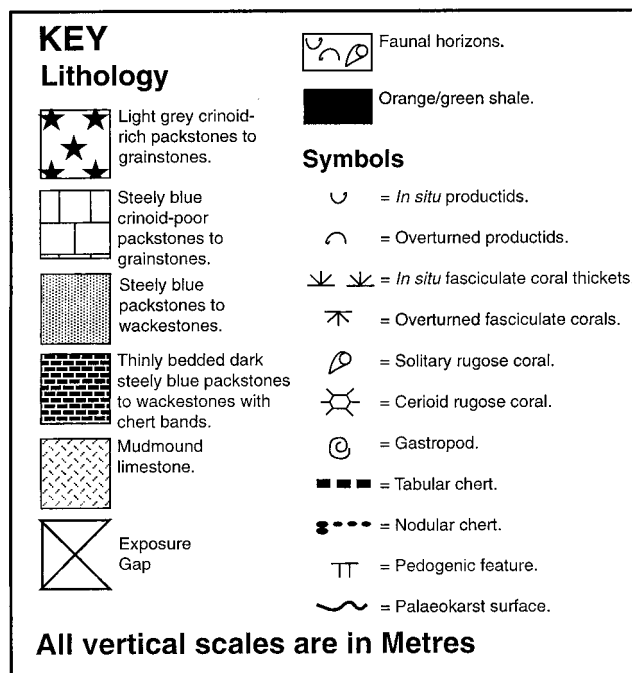 KEY
Lithology
Light grey crinoid-
rich packstones to
grainstones.
Steely blue
crinoid-poor
packstones to
grainstones.
Steely blue
packstones to
wackestones.
Thinly bedded dark
steely blue packstones
to wackestones with
chert bands.
Mudmound
limestone.
Exposure
Gap
Faunal horizons.
Orange/green shale.
Symbols
= In situ productids.
= Overturned productids.
= In situ fasciculate coral thickets.
= Overturned fasciculate corals.
= Solitary rugose coral.
= Cerioid rugose coral.
= Gastropod.
= Tabular chert.
= Nodular chert.
= Pedogenic feature.
= Palaeokarst surface.
All vertical scales are in Metres